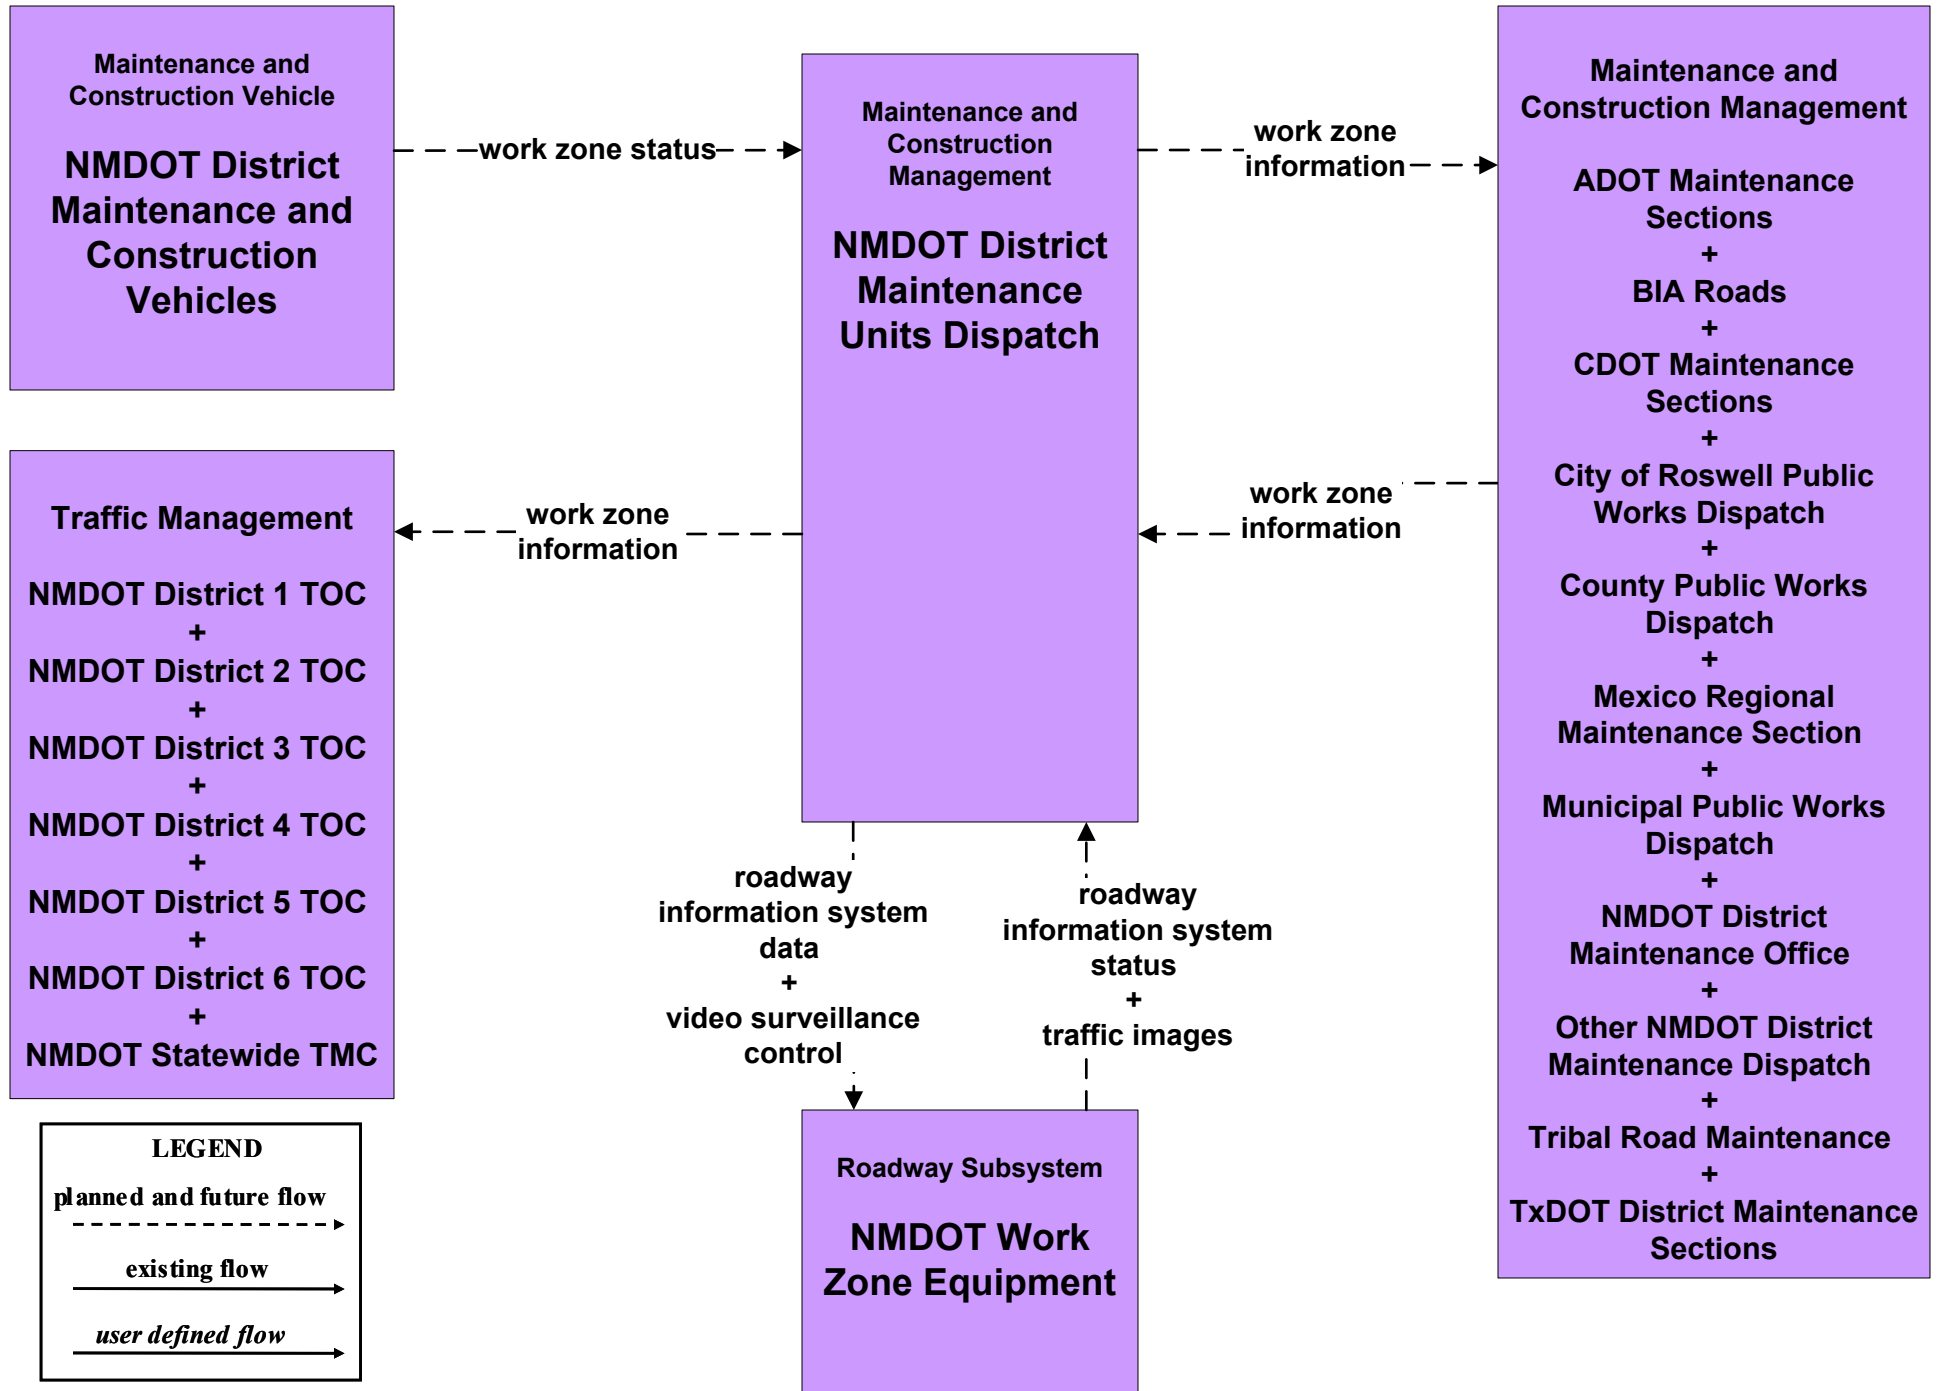 Maintenance and
Construction Vehicle
NMDOT District
Maintenance and
Construction
Vehicles
work zone status
Maintenance and
Construction
Management
NMDOT District
Maintenance
Units Dispatch
work zone
information
Maintenance and
Construction Management
ADOT Maintenance
Sections
+
BIA Roads
+
CDOT Maintenance
Sections
+
City of Roswell Public
Works Dispatch
+
County Public Works
Dispatch
+
Mexico Regional
Maintenance Section
+
Municipal Public Works
Dispatch
+
NMDOT District
Maintenance Office
+
Other NMDOT District
Maintenance Dispatch
+
Tribal Road Maintenance
+
TxDOT District Maintenance
Sections
work zone
information
work zone
information
Traffic Management
NMDOT District 1 TOC
+
NMDOT District 2 TOC
+
NMDOT District 3 TOC
+
NMDOT District 4 TOC
+
NMDOT District 5 TOC
+
NMDOT District 6 TOC
+
NMDOT Statewide TMC
roadway
information system
data
+
video surveillance
control
roadway
information system
status
+
traffic images
Roadway Subsystem
NMDOT Work
Zone Equipment
LEGEND
planned and future flow
existing flow
user defined flow